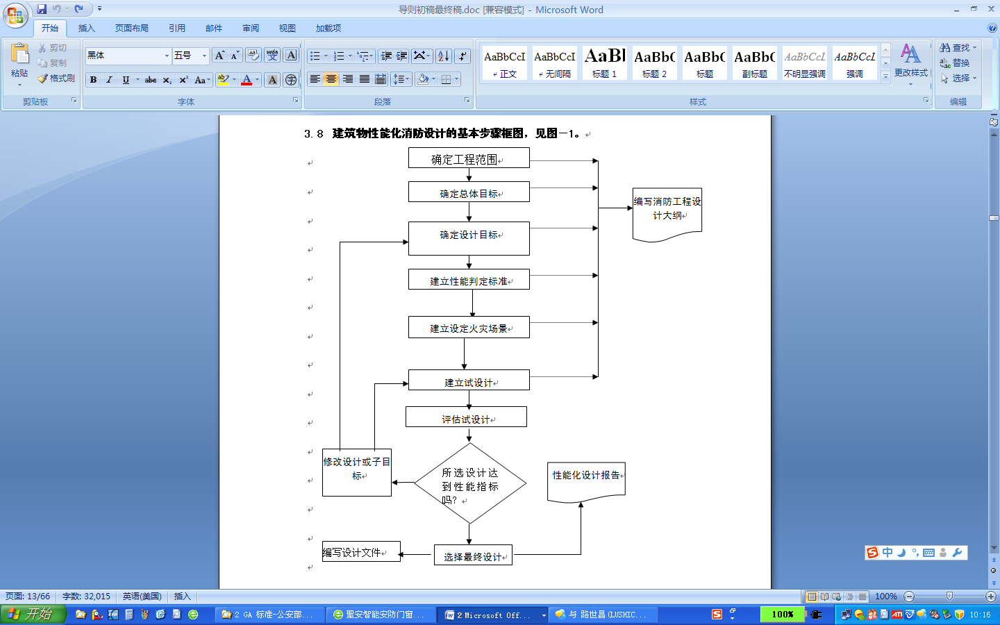 导则初稿最终稿.doc [兼容模式] - Microsoft Word
开始 插入 页面布局 引用 邮件 审阅 视图 加载项
粘贴 剪切
复制
格式刷
剪贴板
黑体 五号
字体
段落
AaBbCcI AaBbCcI AaBl AaBbC AaBbC AaBbC AaBbCcL AaBbCcL
正文 无间隔 标题 1 标题 2 标题 副标题 不明显强调 强调
更改样式
样式
查找
替换
选择
编辑
3.8 建筑物性能化消防设计的基本步骤框图，见图－1。
确定工程范围
确定总体目标
编写消防工程设
计大纲
确定设计目标
建立性能判定标准
建立设定火灾场景
建立试设计
评估试设计
修改设计或子目
标
所选设计达
到性能指标
吗?
性能化设计报告
编写设计文件
选择最终设计
中
页面: 13/66 字数: 32,015 英语(美国) 插入 100%
开始 2 GA 标准-公安部... 垩安智能安防门窗... 2 Microsoft Off... 与 路世昌(LUSHIC... 100% 10:16